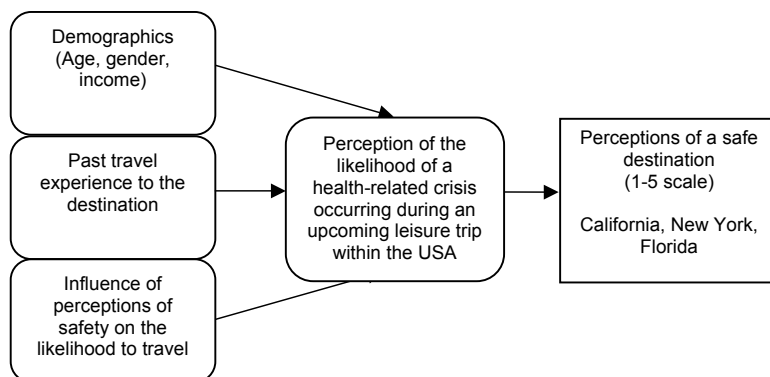 Demographics
(Age, gender,
income)
Past travel
experience to the
destination
Influence of
perceptions of
safety on the
likelihood to travel
Perception of the
likelihood of a
health-related crisis
occurring during an
upcoming leisure trip
within the USA
Perceptions of a safe
destination
(1-5 scale)
California, New York,
Florida